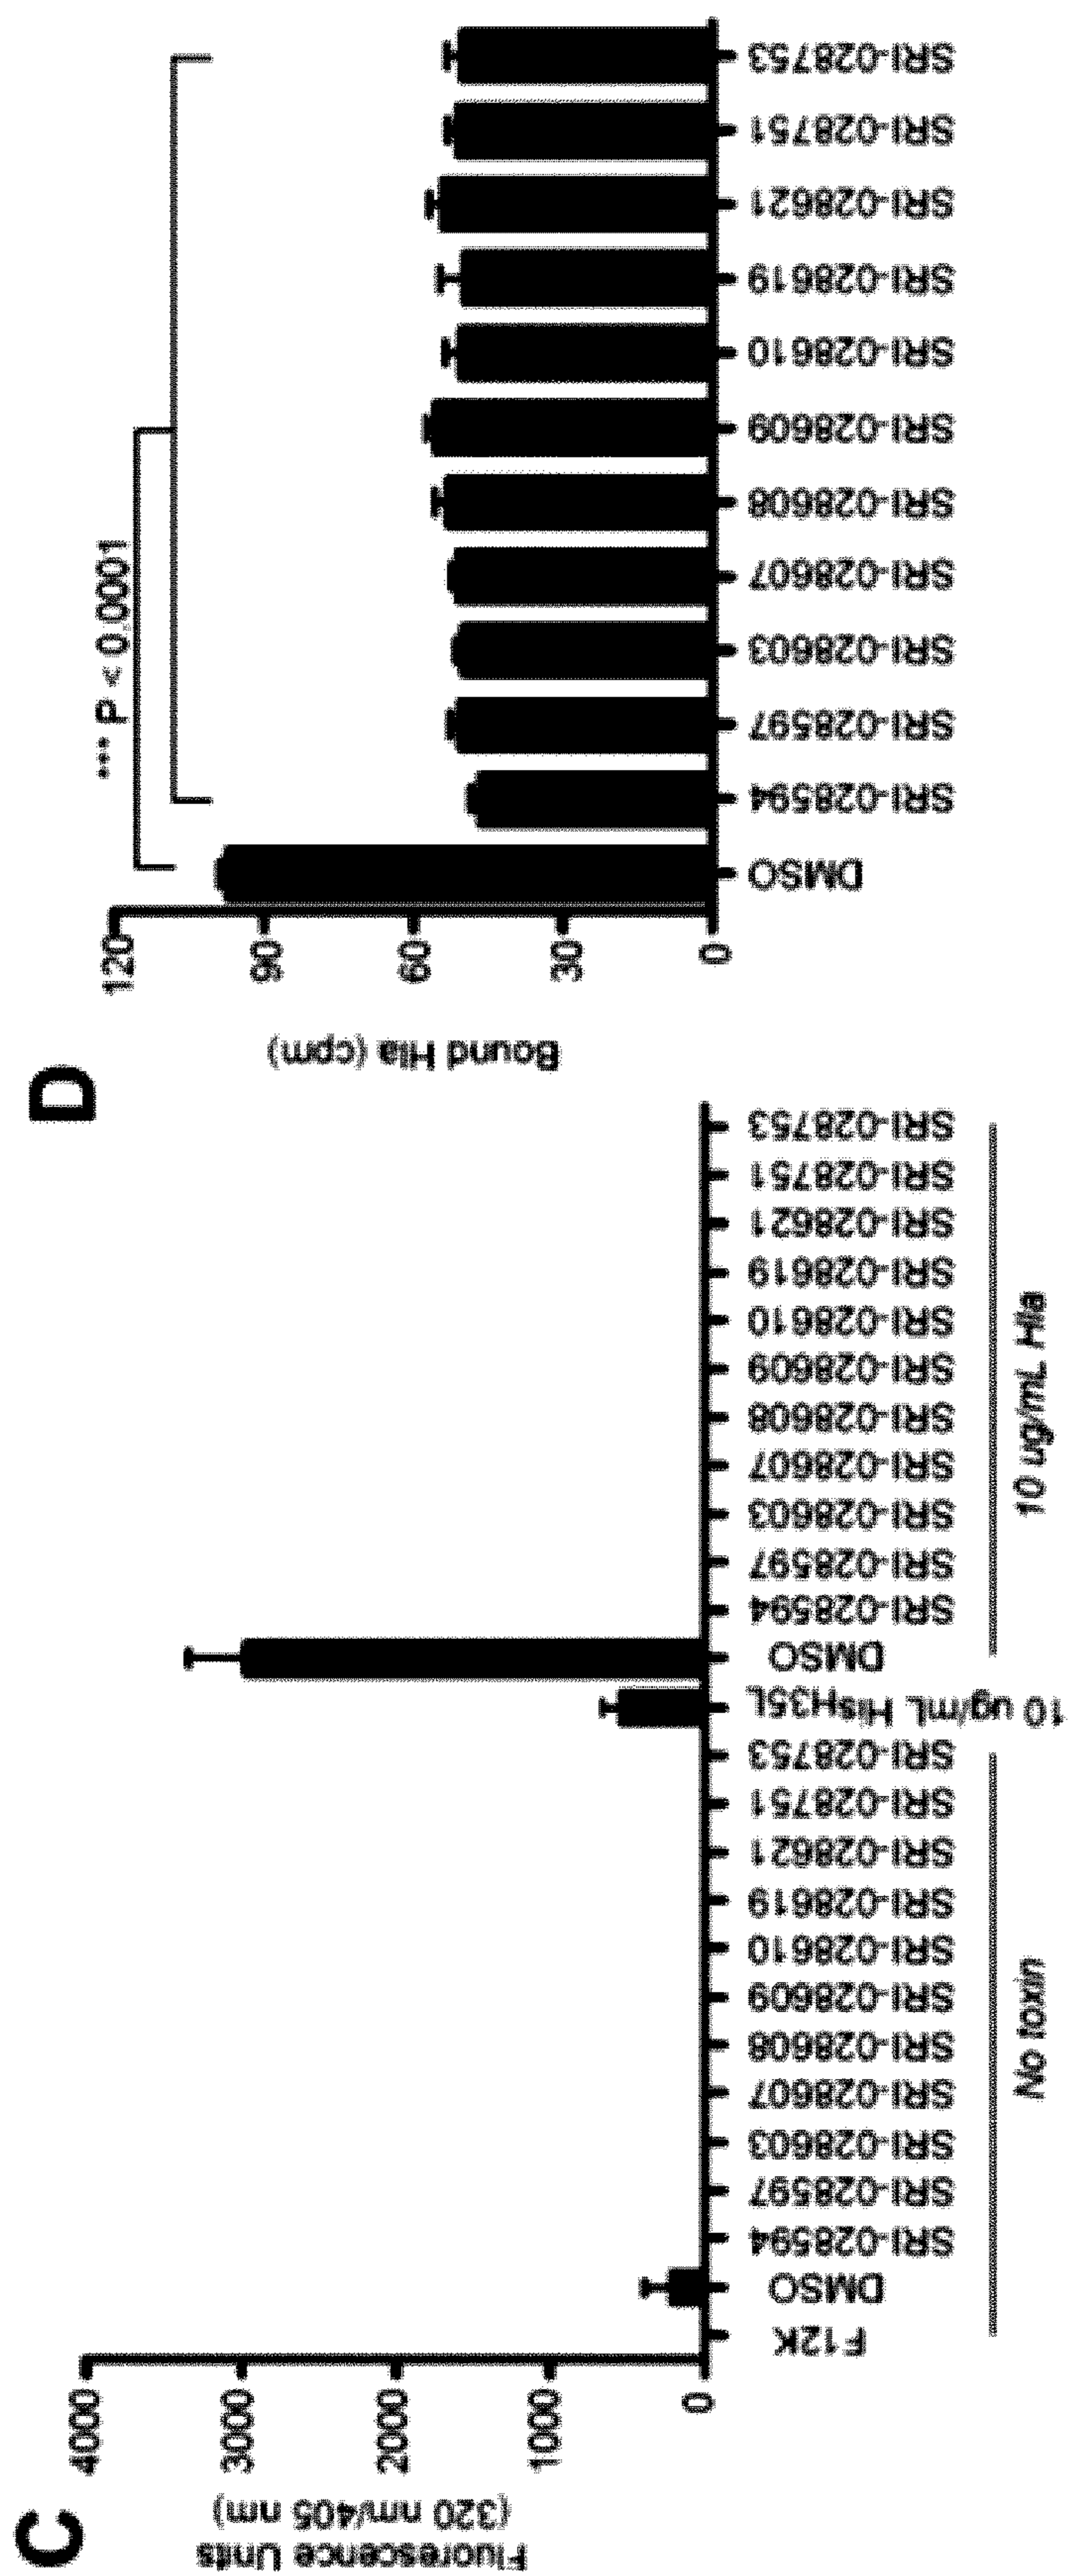 C
Fluorescence Units
(320 nm/405 nm)
4000
3000
2000
1000
0
F12K
DMSO
SRI-028594
SRI-028597
SRI-028603
SRI-028607
SRI-028608
SRI-028609
SRI-028610
SRI-028619
SRI-028621
SRI-028751
SRI-028753
10 ug/mL HisH35L
DMSO
SRI-028594
SRI-028597
SRI-028603
SRI-028607
SRI-028608
SRI-028609
SRI-028610
SRI-028619
SRI-028621
SRI-028751
SRI-028753
No toxin
10 ug/mL Hla
D
Bound Hla (cpm)
120
90
60
30
0
*** P < 0.0001
DMSO
SRI-028594
SRI-028597
SRI-028603
SRI-028607
SRI-028608
SRI-028609
SRI-028610
SRI-028619
SRI-028621
SRI-028751
SRI-028753